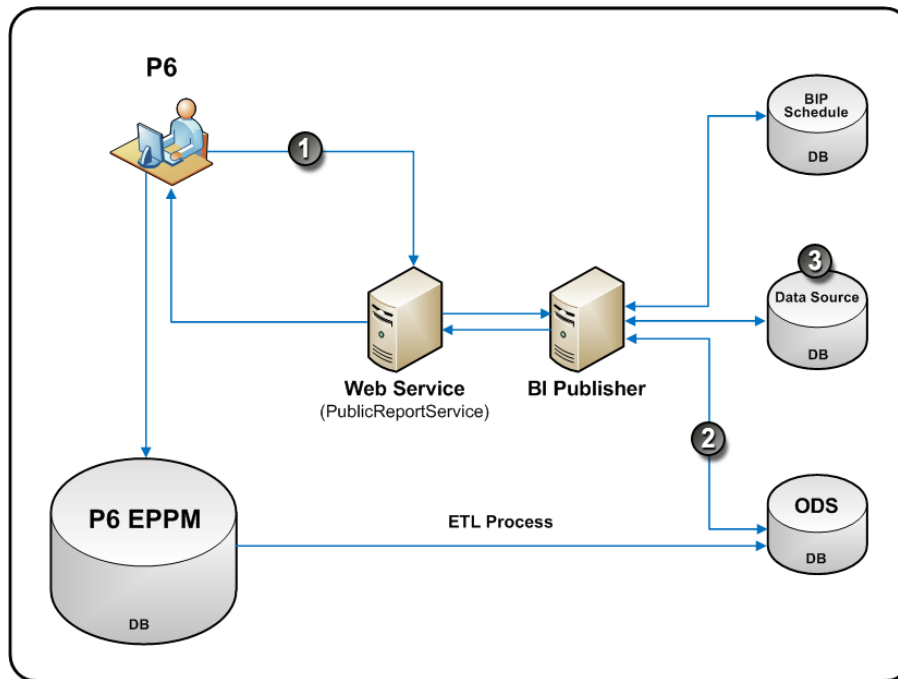 P6
1
BIP
Schedule
DB
3
Data Source
DB
Web Service
(PublicReportService)
BI Publisher
2
P6 EPPM
DB
ETL Process
ODS
DB